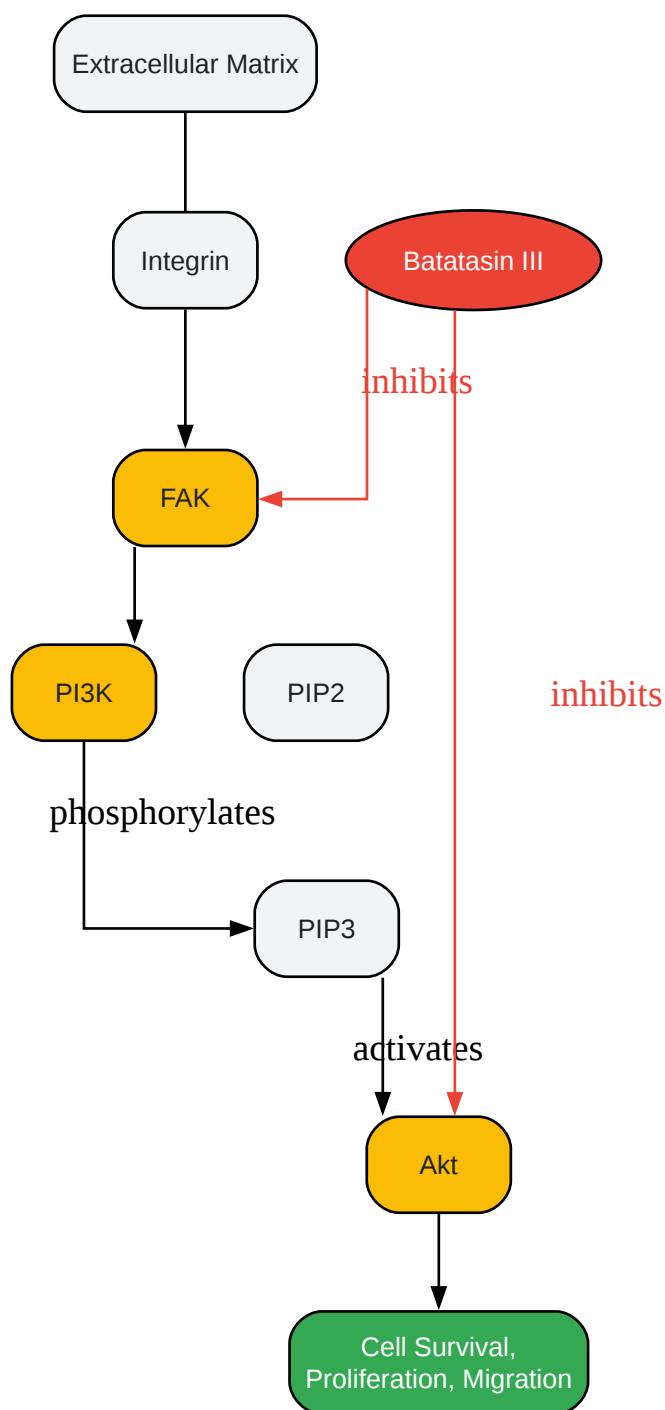 Extracellular Matrix
Integrin
Batatasin III
inhibits
FAK
PI3K
PIP2
inhibits
phosphorylates
PIP3
activates
Akt
Cell Survival,
Proliferation, Migration